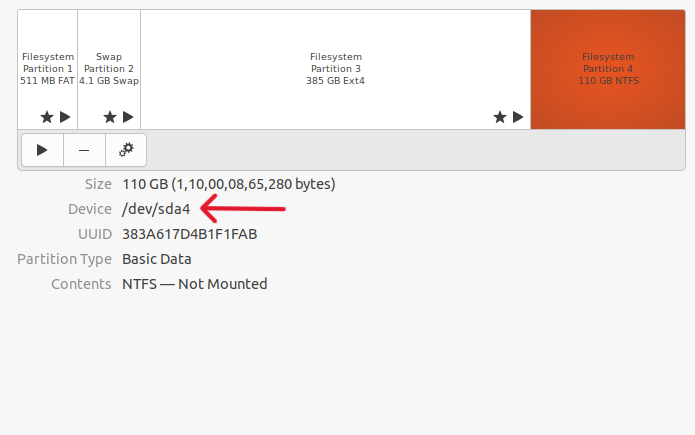 Filesystem
Partition 1
511 MB FAT
Swap
Partition 2
4.1 GB Swap
Filesystem
Partition 3
385 GB Ext4
Filesystem
Partition 4
110 GB NTFS
Size 110 GB (1,10,00,08,65,280 bytes)
Device /dev/sda4
UUID 383A617D4B1F1FAB
Partition Type Basic Data
Contents NTFS — Not Mounted